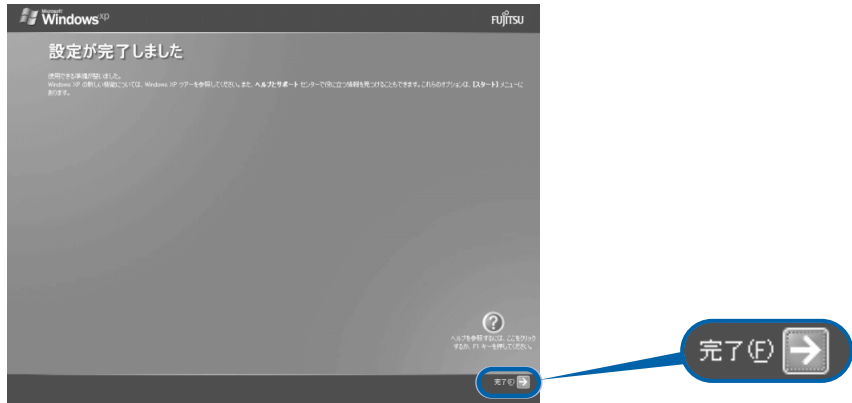 Microsoft
Windows xp
FUJITSU
設定が完了しました
使用できる準備が整いました。
Windows XP の新しい機能については、Windows XP ツアーを参照してください。また、ヘルプとサポート センターで役に立つ情報を見つけることもできます。これらのオプションは、[スタート] メニューに
あります。
ヘルプを参照するには、ここをクリック
するか、F1 キーを押してください。
完了(F)
完了(F)